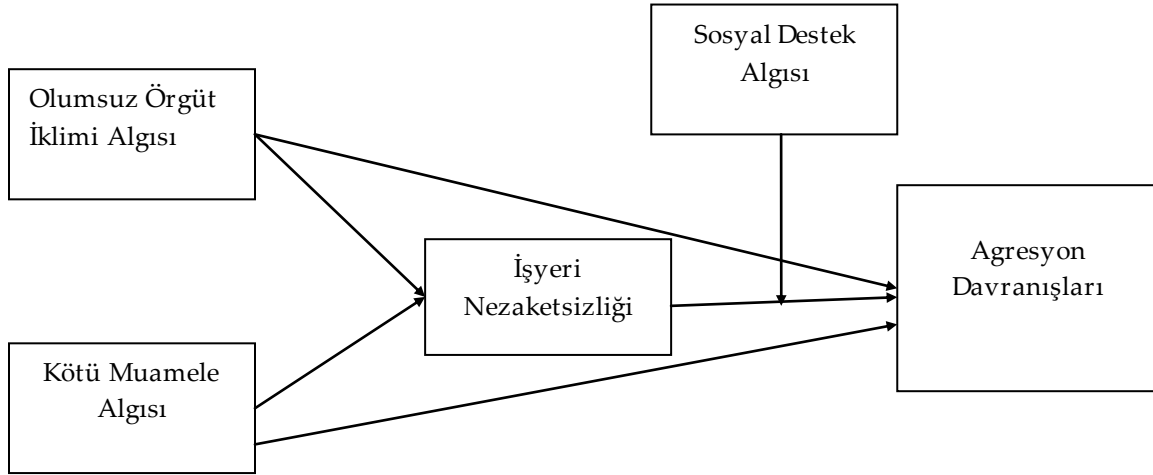 Sosyal Destek
Algısı
Olumsuz Örgüt
İklimi Algısı
İşyeri
Nezaketsizliği
Agresyon
Davranışları
Kötü Muamele
Algısı